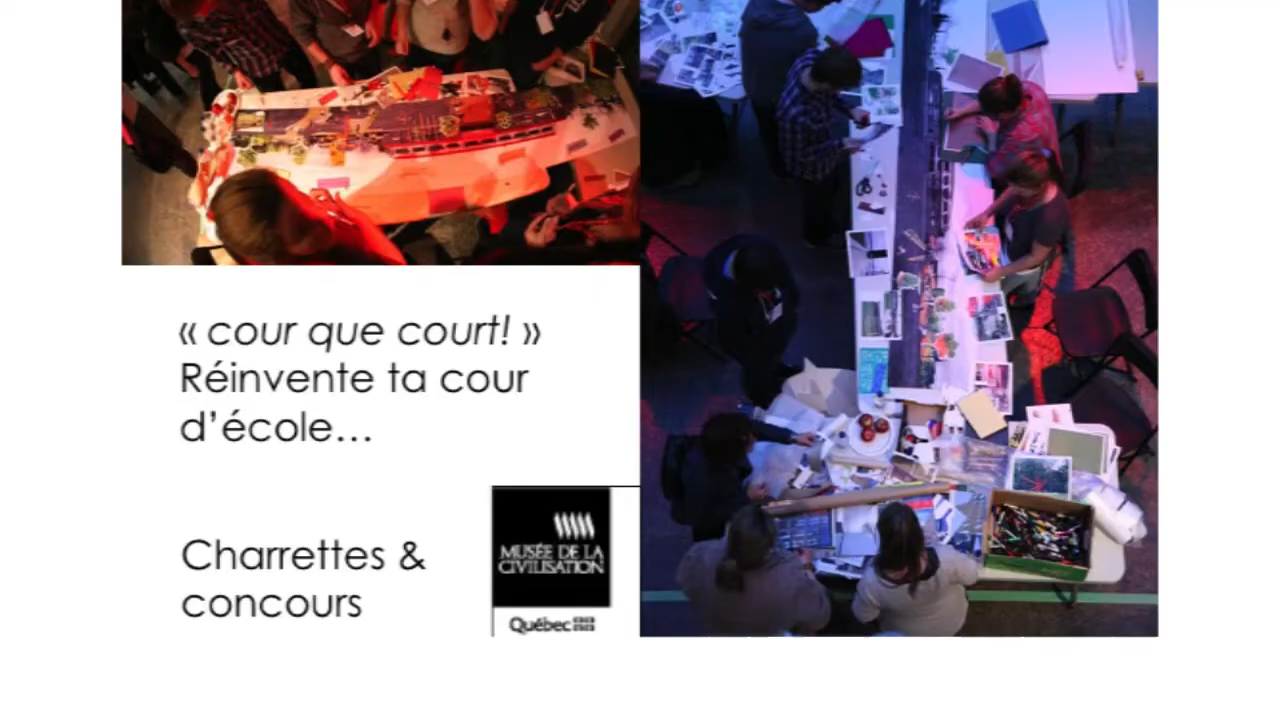 « cour que court! »
Réinvente ta cour
d’école…
Charrettes &
concours
MUSÉE DE LA
CIVILISATION
Québec